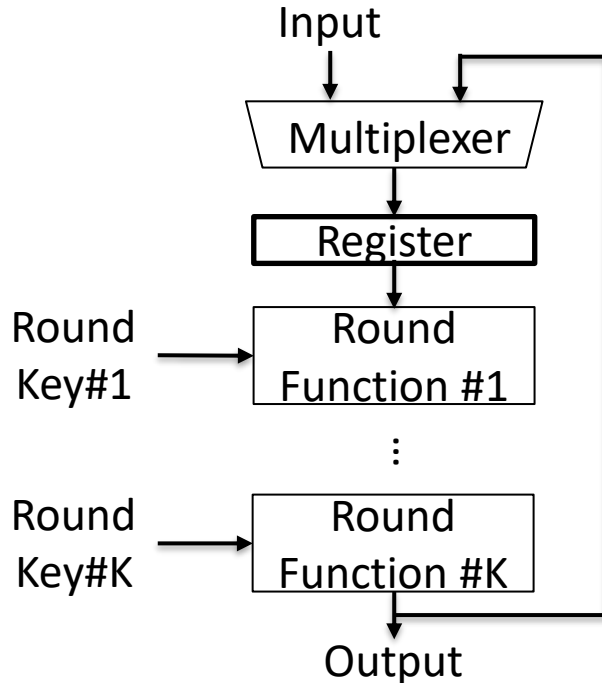 Input
Multiplexer
Register
Round
Key#1
Round
Function #1
...
Round
Key#K
Round
Function #K
Output